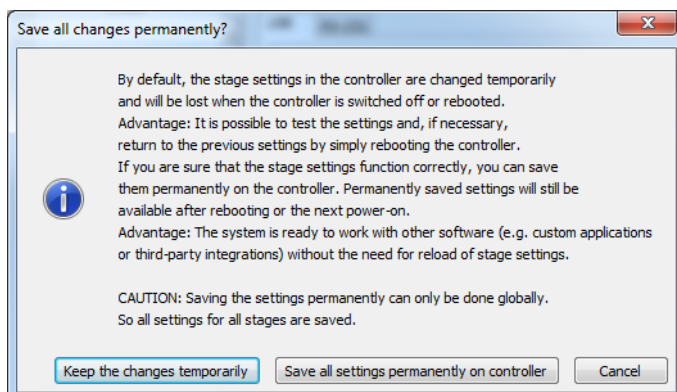 Save all changes permanently?
By default, the stage settings in the controller are changed temporarily
and will be lost when the controller is switched off or rebooted.
Advantage: It is possible to test the settings and, if necessary,
return to the previous settings by simply rebooting the controller.
If you are sure that the stage settings function correctly, you can save
them permanently on the controller. Permanently saved settings will still be
available after rebooting or the next power-on.
Advantage: The system is ready to work with other software (e.g. custom applications
or third-party integrations) without the need for reload of stage settings.
CAUTION: Saving the settings permanently can only be done globally.
So all settings for all stages are saved.
Keep the changes temporarily Save all settings permanently on controller Cancel